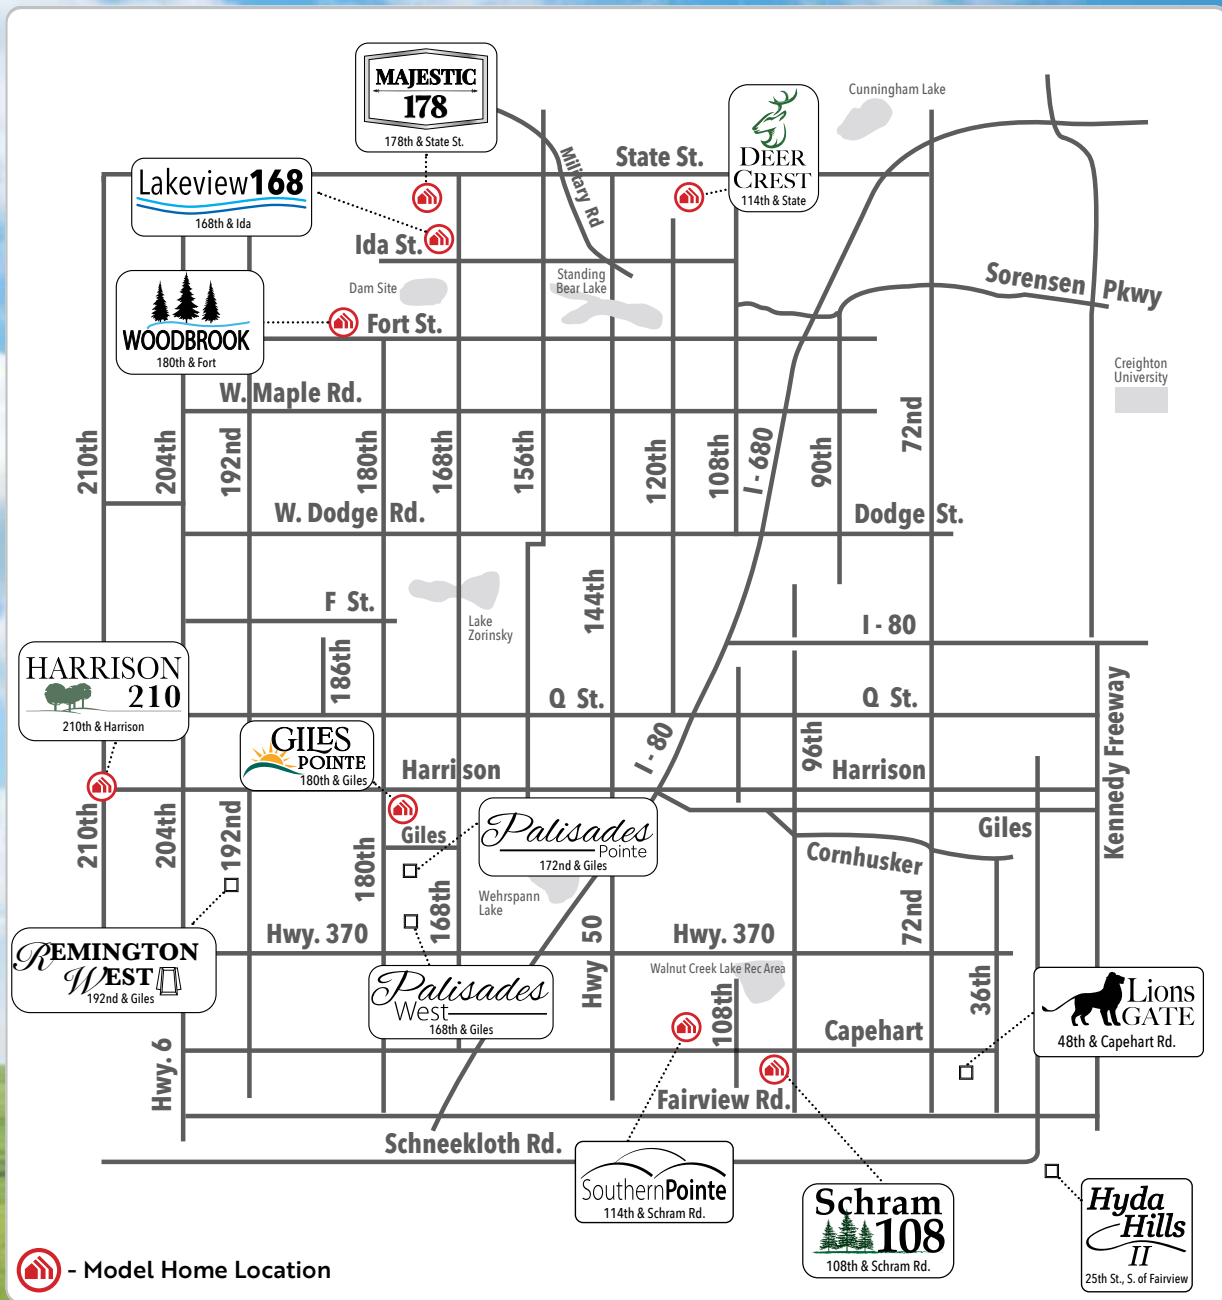 MAJESTIC
178
178th & State St.
Cunningham Lake
DEER
CREST
114th & State
State St.
Military Rd
Lakeview168
168th & Ida
Ida St.
Dam Site
Standing
Bear Lake
Sorensen Pkwy
WOODBROOK
180th & Fort
Fort St.
Creighton
University
W. Maple Rd.
210th
204th
192nd
180th
168th
156th
120th
108th
I - 680
90th
72nd
W. Dodge Rd.
Dodge St.
F St.
Lake
Zorinsky
144th
I - 80
186th
HARRISON
210
210th & Harrison
Q St.
Q St.
Kennedy Freeway
GILES
POINTE
180th & Giles
I - 80
96th
Harrison
Harrison
210th
204th
192nd
180th
Giles
Palisades
Pointe
172nd & Giles
Giles
Cornhusker
168th
Wehrspann
Lake
72nd
Hwy. 370
Hwy 50
Hwy. 370
REMINGTON
WEST
192nd & Giles
Palisades
West
168th & Giles
Walnut Creek Lake Rec Area
108th
36th
Lions
GATE
48th & Capehart Rd.
Capehart
Hwy. 6
Fairview Rd.
Schneekloth Rd.
SouthernPointe
114th & Schram Rd.
Schram
108
108th & Schram Rd.
Hyda
Hills
II
25th St., S. of Fairview
- Model Home Location